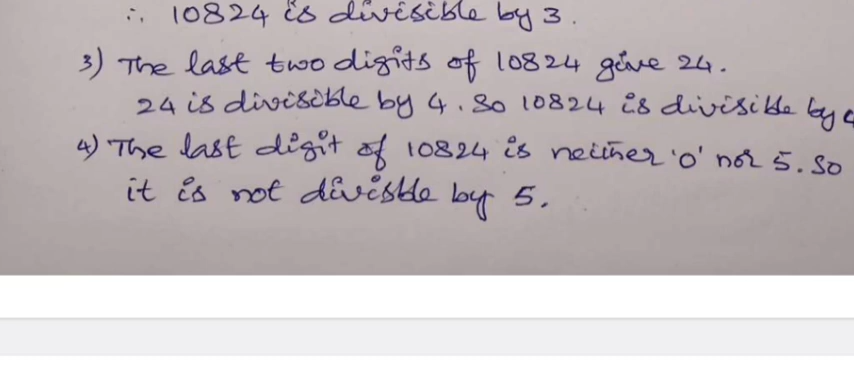 ∴ 10824 is divisible by 3.
3) The last two digits of 10824 give 24.
24 is divisible by 4. So 10824 is divisible by
4) The last digit of 10824 is neither '0' nor 5. So
it is not divisble by 5.